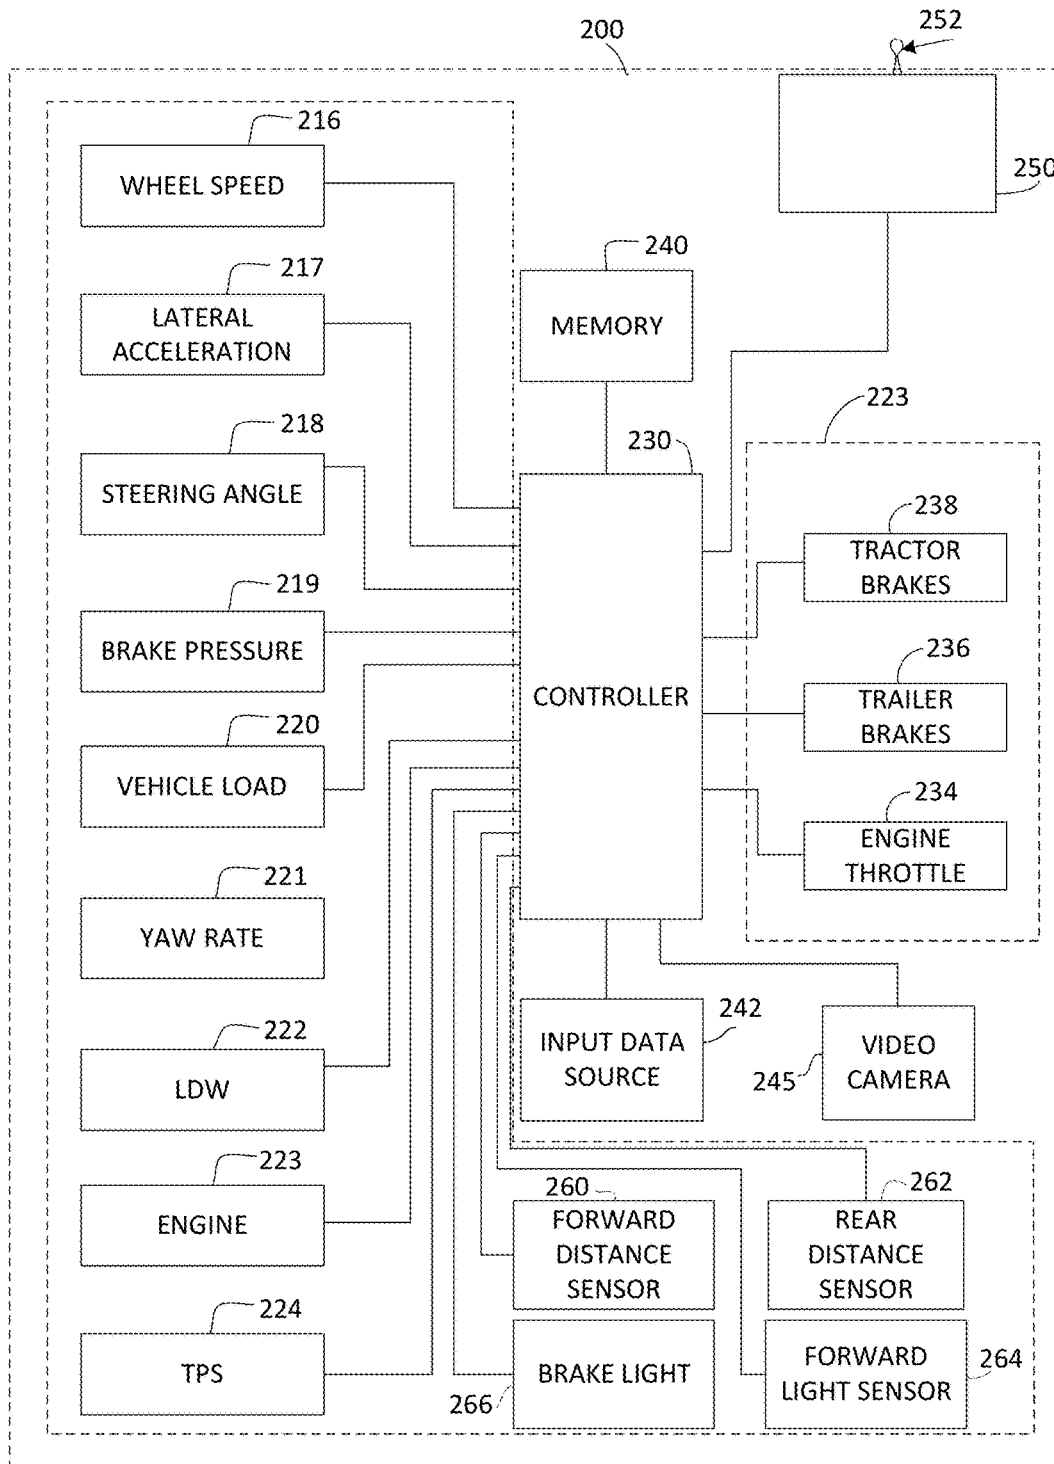 200
252
250
216
WHEEL SPEED
217
LATERAL
ACCELERATION
218
STEERING ANGLE
219
BRAKE PRESSURE
220
VEHICLE LOAD
221
YAW RATE
222
LDW
223
ENGINE
224
TPS
240
MEMORY
230
CONTROLLER
223
238
TRACTOR
BRAKES
236
TRAILER
BRAKES
234
ENGINE
THROTTLE
242
INPUT DATA
SOURCE
245
VIDEO
CAMERA
260
FORWARD
DISTANCE
SENSOR
262
REAR
DISTANCE
SENSOR
266
BRAKE LIGHT
264
FORWARD
LIGHT SENSOR